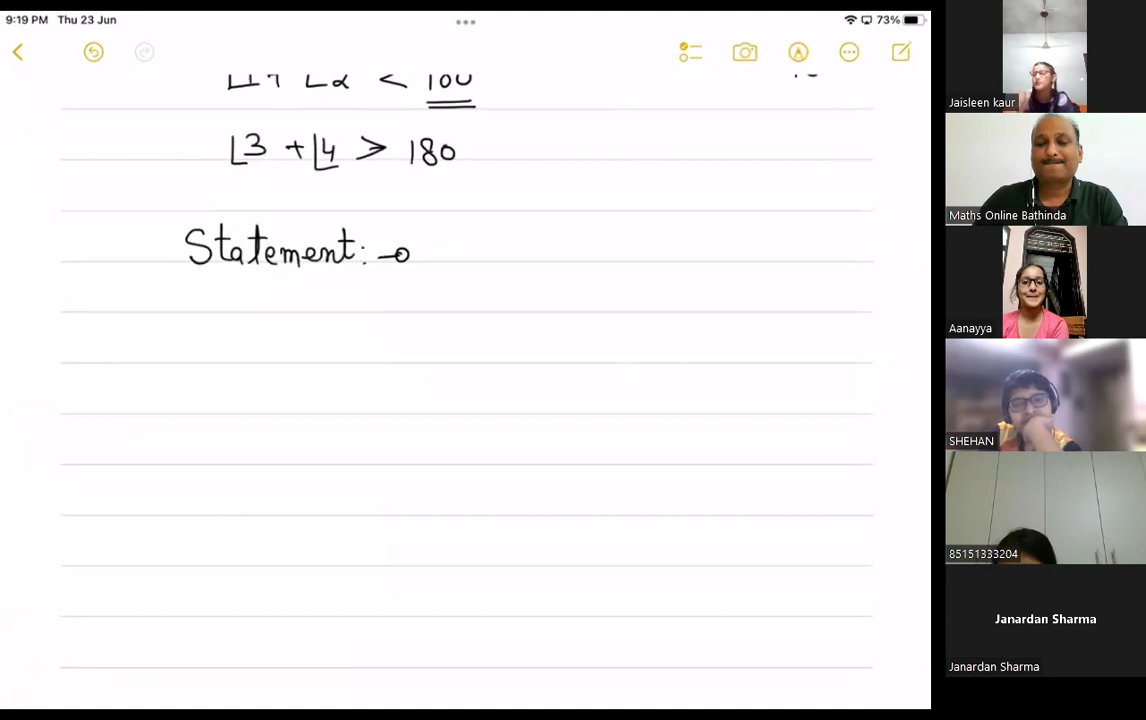 9:19 PM Thu 23 Jun
73%
∠3 + ∠4 > 180
Statement: →
Jaisleen kaur
Maths Online Bathinda
Aanayya
SHEHAN
85151333204
Janardan Sharma
Janardan Sharma